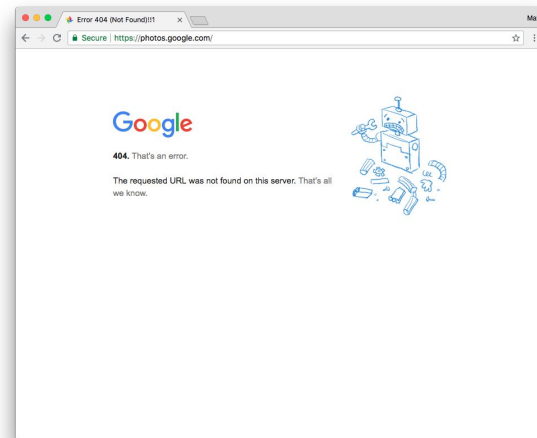 Error 404 (Not Found)!!1
Ma
Secure | https://photos.google.com/
Google
404. That's an error.
The requested URL was not found on this server. That's all
we know.